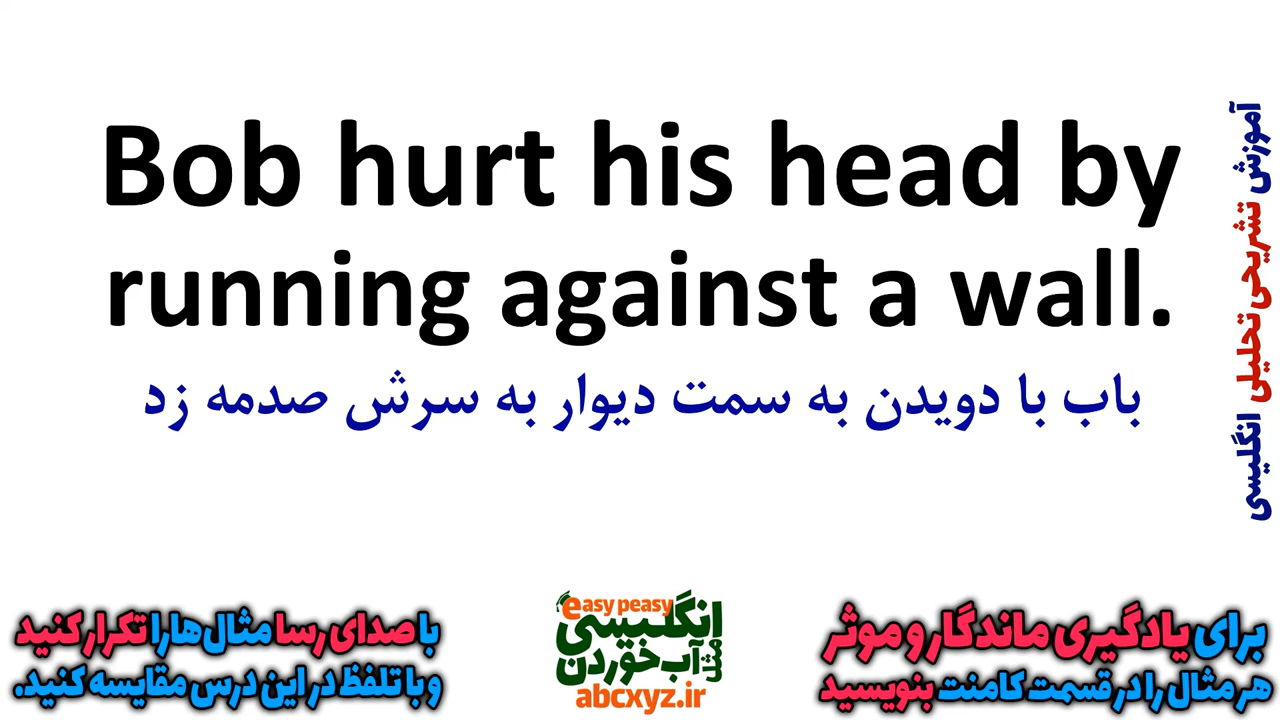 Bob hurt his head by
running against a wall.
باب با دویدن به سمت دیوار به سرش صدمه زد
آموزش تشریحی تحلیلی انگلیسی
برای یادگیری ماندگار و موثر
هر مثال را در قسمت کامنت بنویسید
easy peasy
انگلیسی
مثل
آب خوردن
abcxyz.ir
با صدای رسا مثال‌ها را تکرار کنید
و با تلفظ در این درس مقایسه کنید.